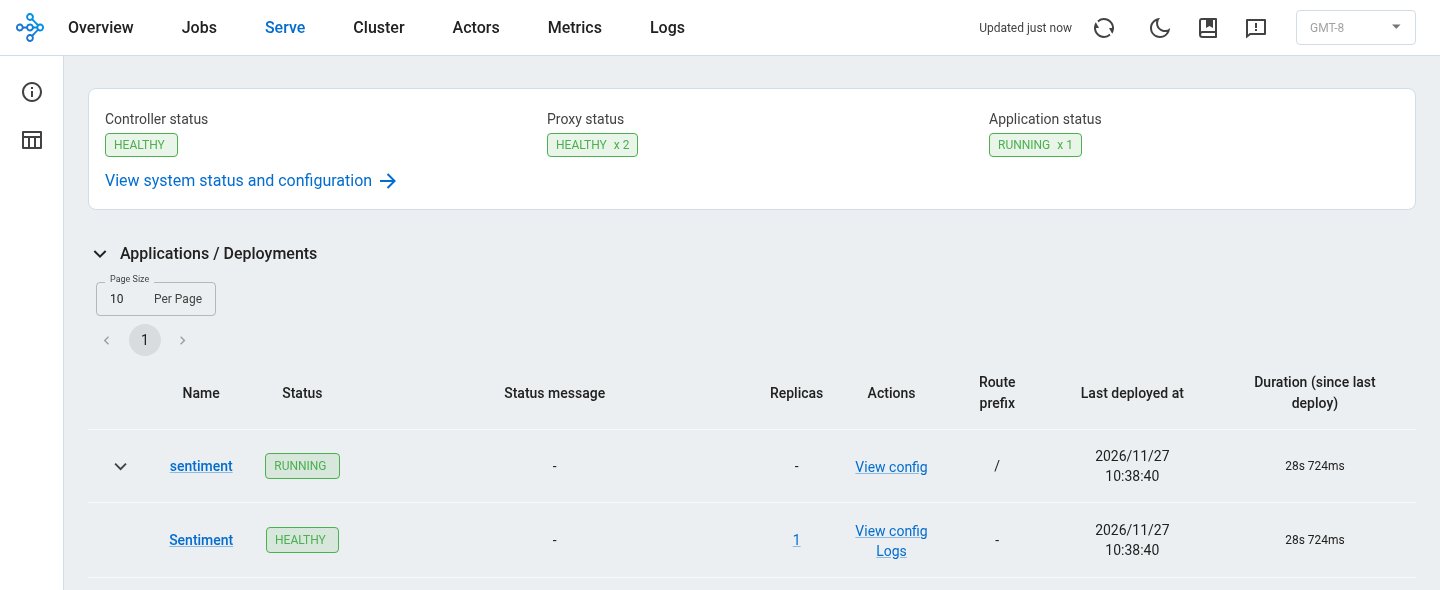 Overview Jobs Serve Cluster Actors Metrics Logs Updated just now GMT-8
Controller status Proxy status Application status
HEALTHY HEALTHY x 2 RUNNING x 1
View system status and configuration
Applications / Deployments
Page Size
10 Per Page
1
Name Status Status message Replicas Actions Route prefix Last deployed at Duration (since last deploy)
sentiment RUNNING - - View config / 2026/11/27 10:38:40 28s 724ms
Sentiment HEALTHY - 1 View config Logs - 2026/11/27 10:38:40 28s 724ms